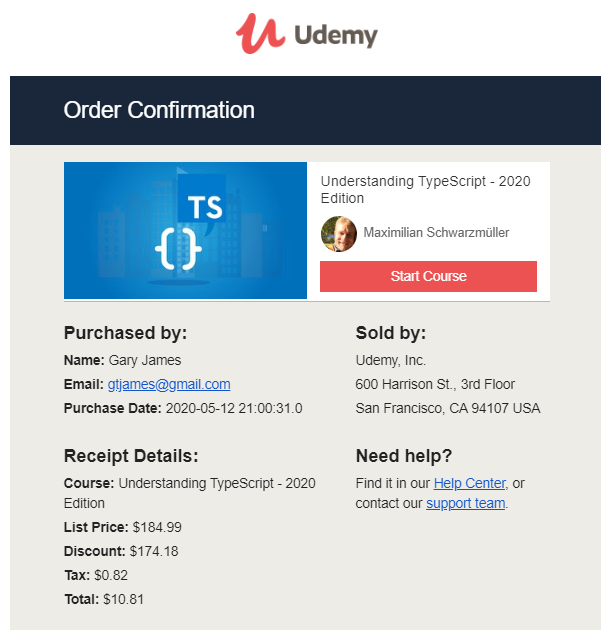 Udemy
Order Confirmation
TS
{}
Understanding TypeScript - 2020
Edition
Maximilian Schwarzmüller
Start Course
Purchased by:
Name: Gary James
Email: gtjames@gmail.com
Purchase Date: 2020-05-12 21:00:31.0
Sold by:
Udemy, Inc.
600 Harrison St., 3rd Floor
San Francisco, CA 94107 USA
Receipt Details:
Course: Understanding TypeScript - 2020
Edition
List Price: $184.99
Discount: $174.18
Tax: $0.82
Total: $10.81
Need help?
Find it in our Help Center, or
contact our support team.